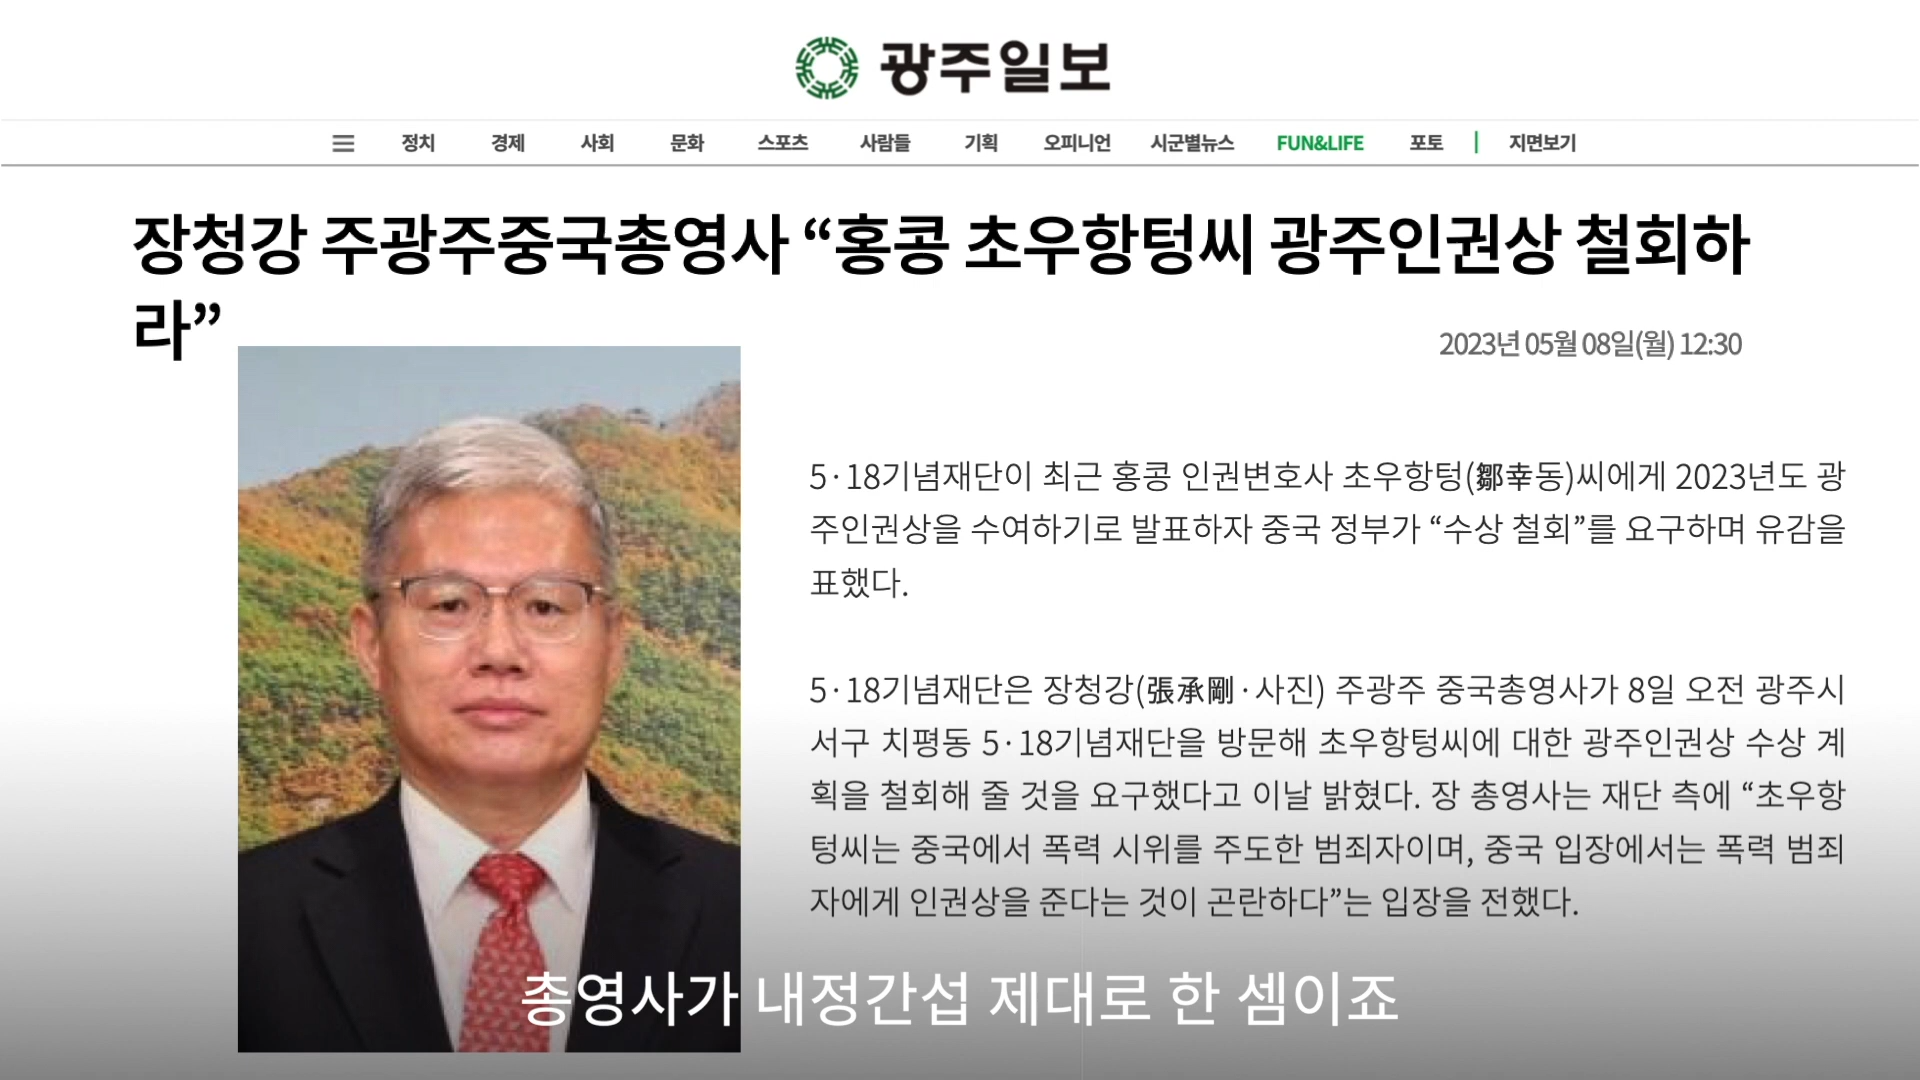 광주일보
정치 경제 사회 문화 스포츠 사람들 기획 오피니언 시군별뉴스 FUN&LIFE 포토 | 지면보기
장청강 주광주중국총영사 “홍콩 초우항텅씨 광주인권상 철회하
라”
2023년 05월 08일(월) 12:30
5·18기념재단이 최근 홍콩 인권변호사 초우항텅(鄒幸동)씨에게 2023년도 광
주인권상을 수여하기로 발표하자 중국 정부가 “수상 철회”를 요구하며 유감을
표했다.
5·18기념재단은 장청강(張承剛·사진) 주광주 중국총영사가 8일 오전 광주시
서구 치평동 5·18기념재단을 방문해 초우항텅씨에 대한 광주인권상 수상 계
획을 철회해 줄 것을 요구했다고 이날 밝혔다. 장 총영사는 재단 측에 “초우항
텅씨는 중국에서 폭력 시위를 주도한 범죄자이며, 중국 입장에서는 폭력 범죄
자에게 인권상을 준다는 것이 곤란하다”는 입장을 전했다.
총영사가 내정간섭 제대로 한 셈이죠